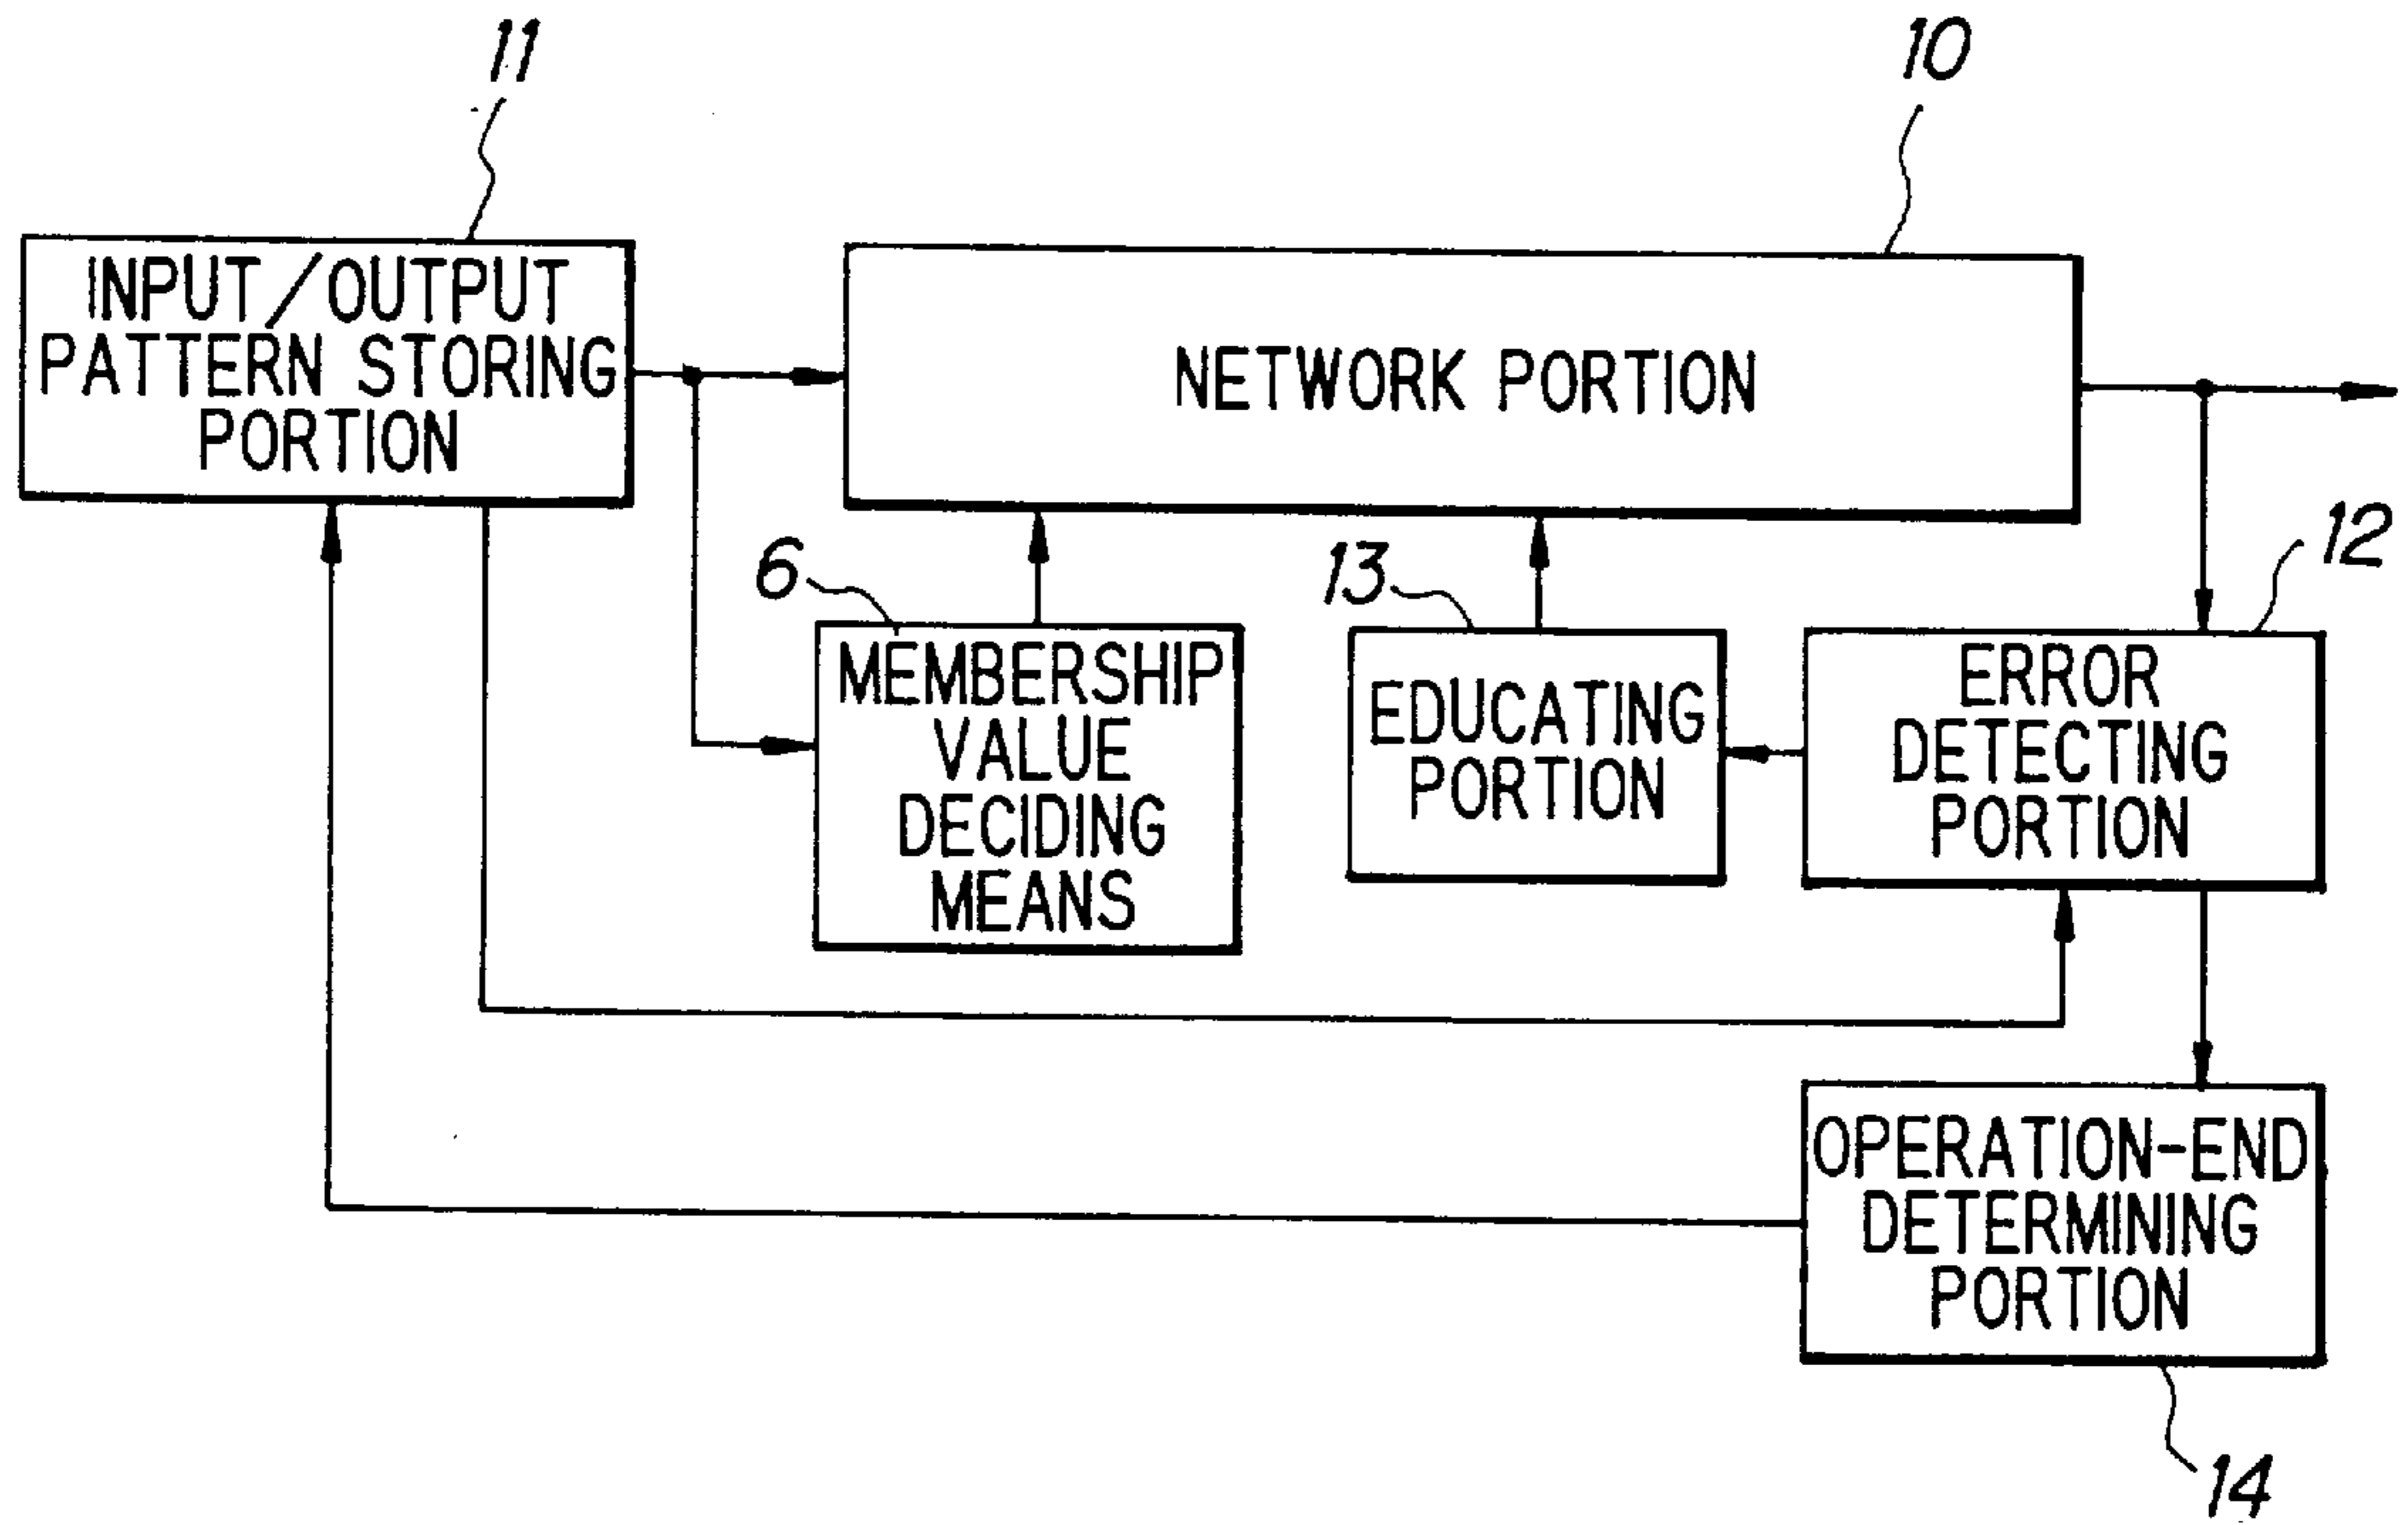 11
10
INPUT/OUTPUT
PATTERN STORING
PORTION
NETWORK PORTION
12
6
13
MEMBERSHIP
VALUE
DECIDING
MEANS
EDUCATING
PORTION
ERROR
DETECTING
PORTION
OPERATION-END
DETERMINING
PORTION
14